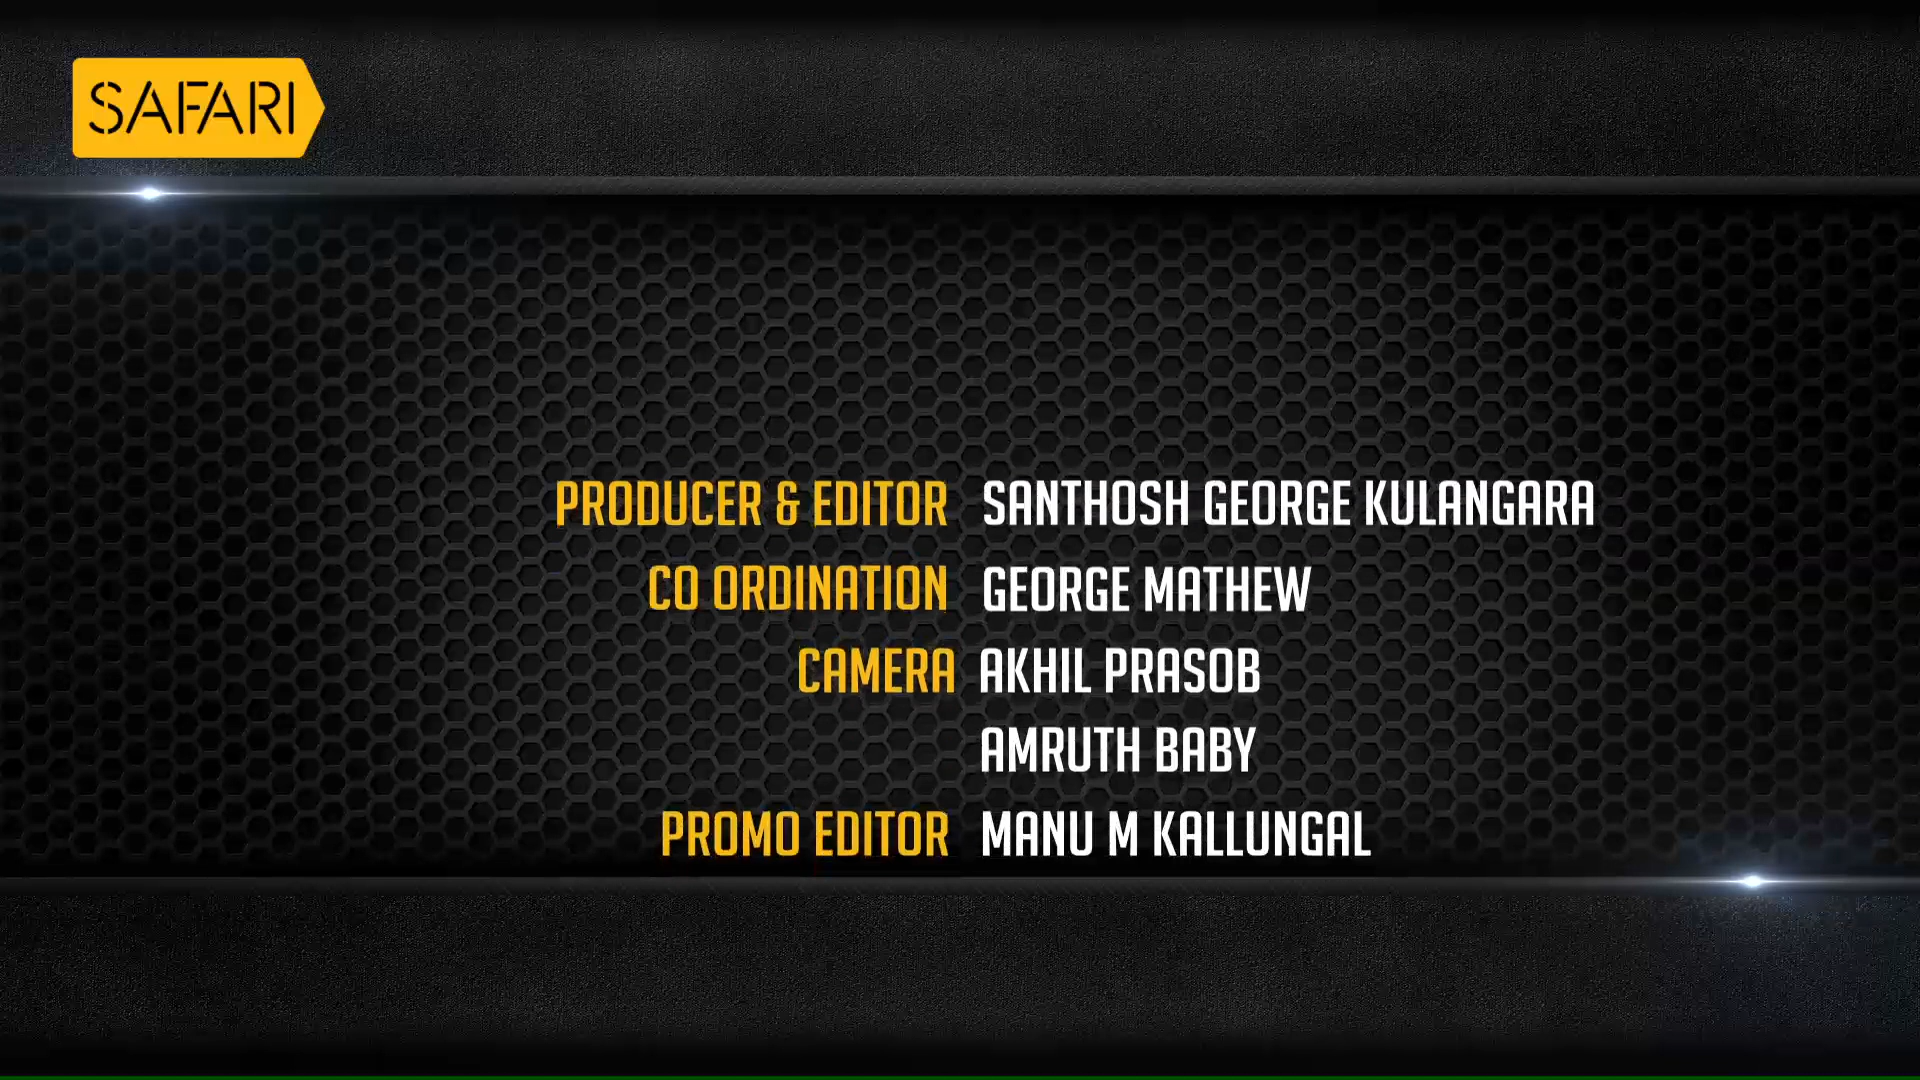 SAFARI
PRODUCER & EDITOR SANTHOSH GEORGE KULANGARA
CO ORDINATION GEORGE MATHEW
CAMERA AKHIL PRASOB
AMRUTH BABY
PROMO EDITOR MANU M KALLUNGAL